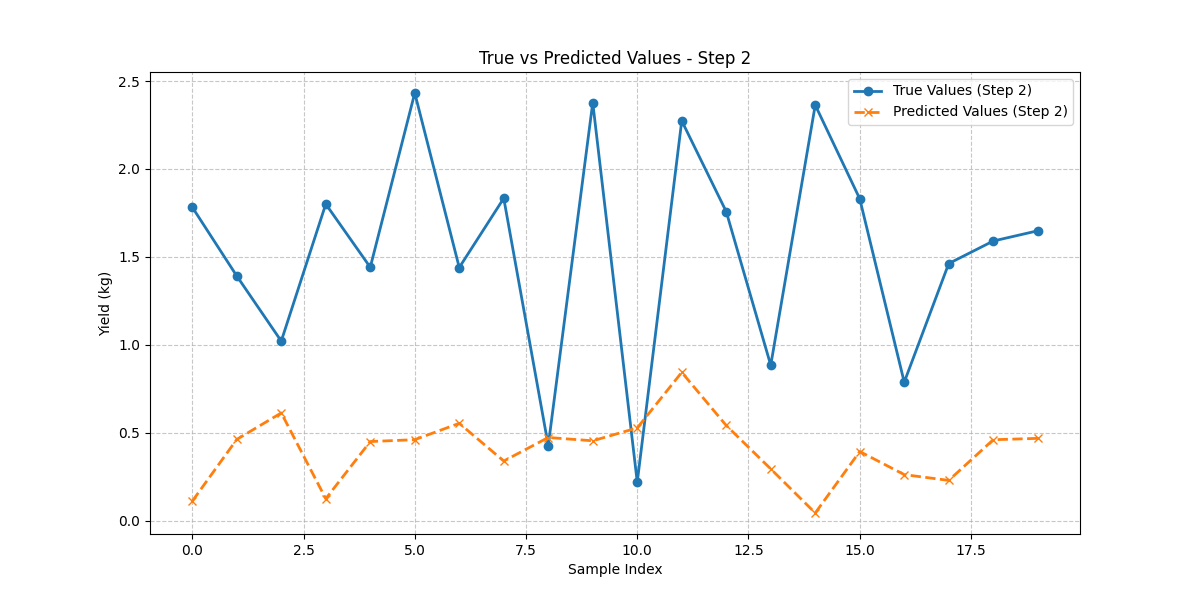 True vs Predicted Values - Step 2
True Values (Step 2)
Predicted Values (Step 2)
Yield (kg)
2.5
2.0
1.5
1.0
0.5
0.0
0.0 2.5 5.0 7.5 10.0 12.5 15.0 17.5
Sample Index